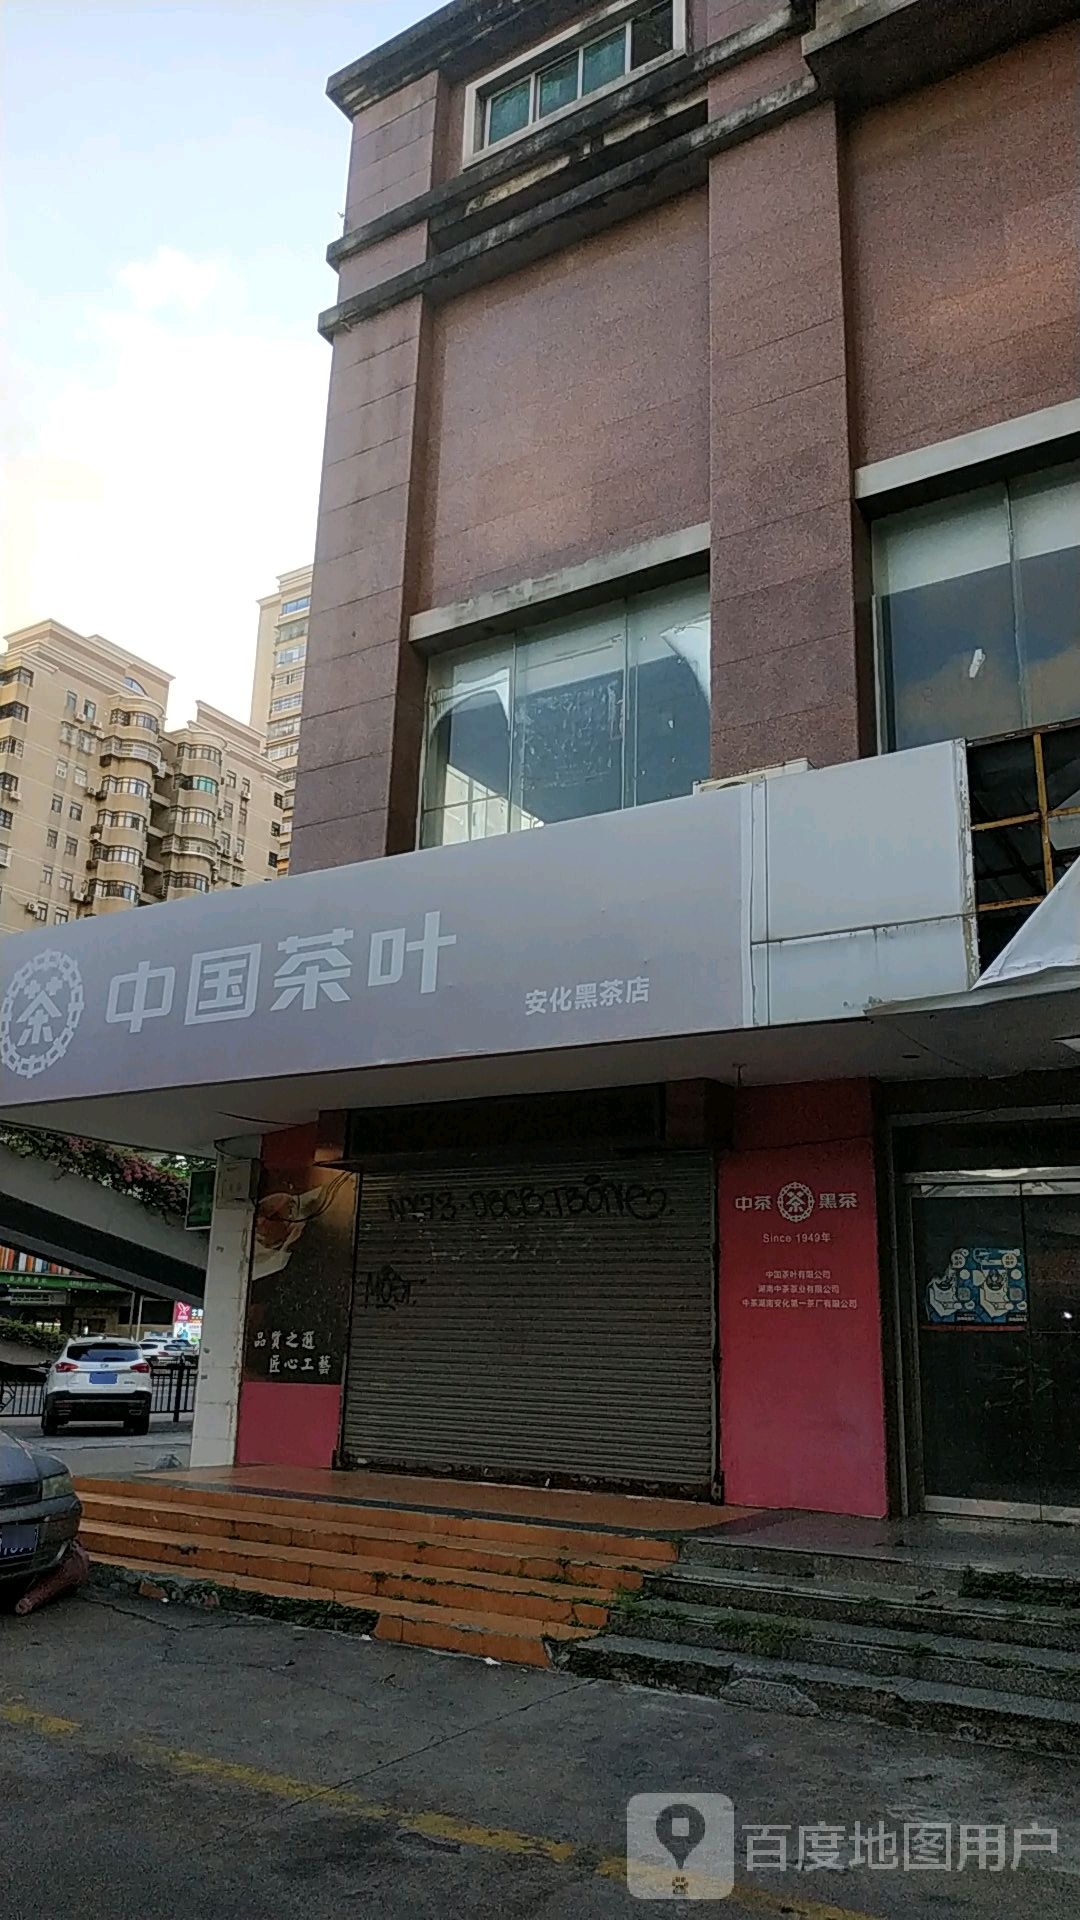 茶 中国茶叶
安化黑茶店
中茶 茶 黑茶
Since 1949年
中国茶叶有限公司
湖南中茶茶业有限公司
中茶湖南安化第一茶厂有限公司
品質之道
匠心工藝
百度地图用户